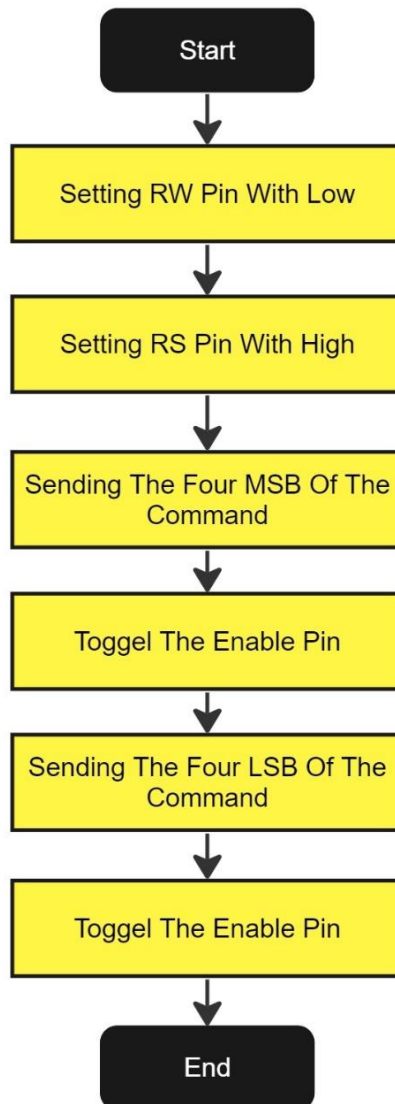 Start
Setting RW Pin With Low
Setting RS Pin With High
Sending The Four MSB Of The
Command
Toggel The Enable Pin
Sending The Four LSB Of The
Command
Toggel The Enable Pin
End